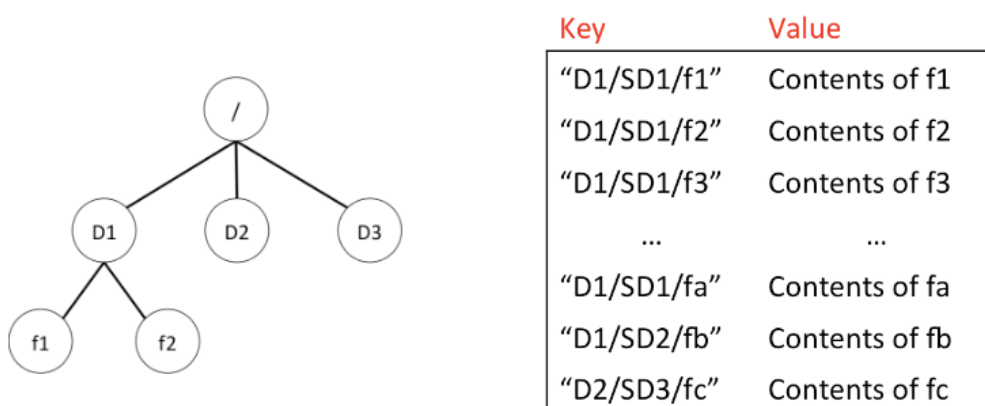 /
D1 D2 D3
f1 f2
Key Value
“D1/SD1/f1” Contents of f1
“D1/SD1/f2” Contents of f2
“D1/SD1/f3” Contents of f3
... ...
“D1/SD1/fa” Contents of fa
“D1/SD2/fb” Contents of fb
“D2/SD3/fc” Contents of fc